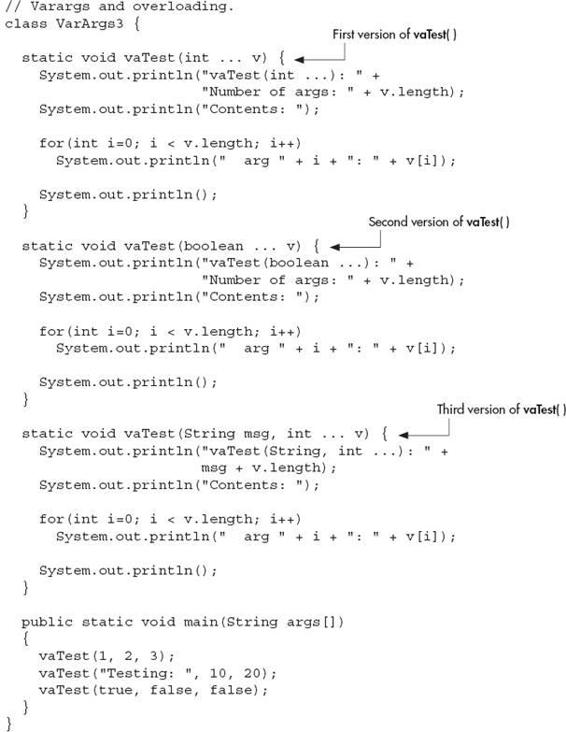 // Varargs and overloading.
class VarArgs3 {
First version of vaTest( )
static void vaTest(int ... v) {
System.out.println("vaTest(int ...): " +
"Number of args: " + v.length);
System.out.println("Contents: ");
for(int i=0; i < v.length; i++)
System.out.println("  arg " + i + ": " + v[i]);
System.out.println();
}
Second version of vaTest( )
static void vaTest(boolean ... v) {
System.out.println("vaTest(boolean ...): " +
"Number of args: " + v.length);
System.out.println("Contents: ");
for(int i=0; i < v.length; i++)
System.out.println("  arg " + i + ": " + v[i]);
System.out.println();
}
Third version of vaTest( )
static void vaTest(String msg, int ... v) {
System.out.println("vaTest(String, int ...): " +
msg + v.length);
System.out.println("Contents: ");
for(int i=0; i < v.length; i++)
System.out.println("  arg " + i + ": " + v[i]);
System.out.println();
}
public static void main(String args[])
{
vaTest(1, 2, 3);
vaTest("Testing: ", 10, 20);
vaTest(true, false, false);
}
}